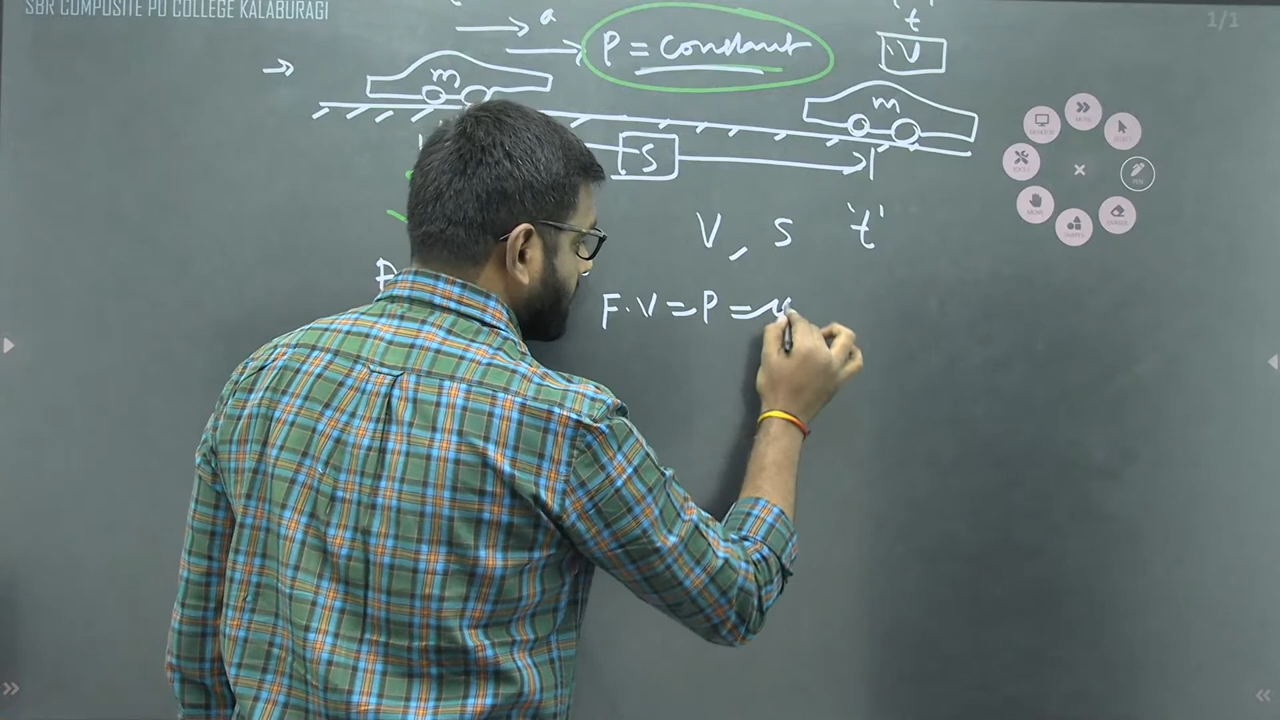 SBR COMPOSITE PU COLLEGE KALABURAGI
1/1
a
P = Constant
't'
V
m
m
S
V, S 't'
P
F.V = P =